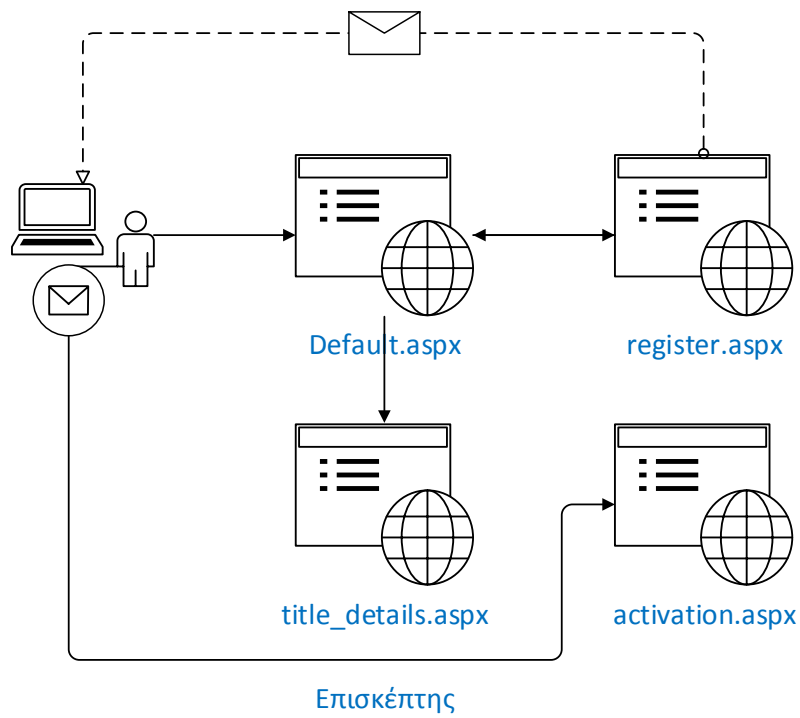 Default.aspx
register.aspx
title_details.aspx
activation.aspx
Επισκέπτης